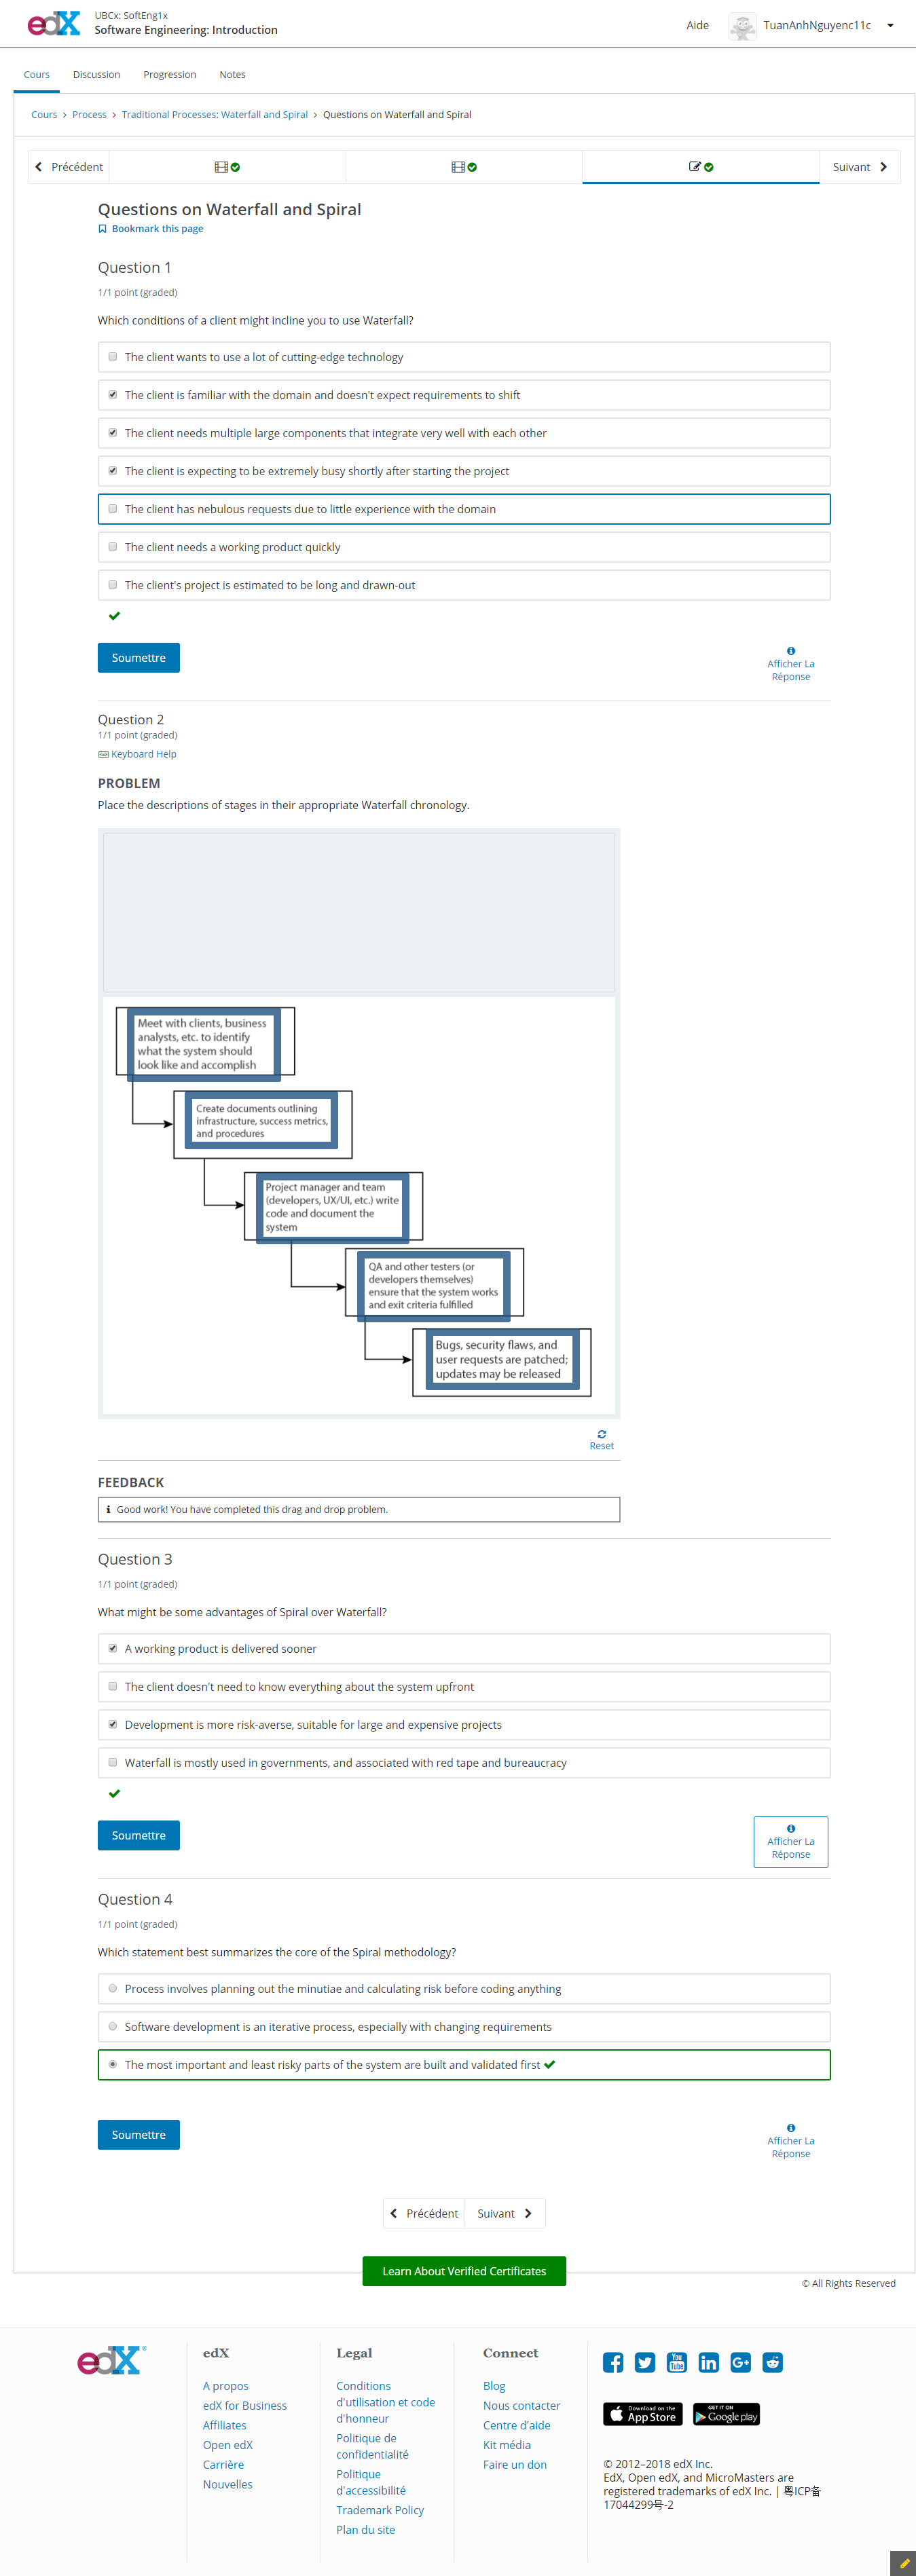 edX
UBCx: SoftEng1x
Software Engineering: Introduction
Aide
TuanAnhNguyenc11c
Cours
Discussion
Progression
Notes
Cours > Process > Traditional Processes: Waterfall and Spiral > Questions on Waterfall and Spiral
Précédent
Suivant
Questions on Waterfall and Spiral
Bookmark this page
Question 1
1/1 point (graded)
Which conditions of a client might incline you to use Waterfall?
The client wants to use a lot of cutting-edge technology
The client is familiar with the domain and doesn't expect requirements to shift
The client needs multiple large components that integrate very well with each other
The client is expecting to be extremely busy shortly after starting the project
The client has nebulous requests due to little experience with the domain
The client needs a working product quickly
The client's project is estimated to be long and drawn-out
Soumettre
Afficher La
Réponse
Question 2
1/1 point (graded)
Keyboard Help
PROBLEM
Place the descriptions of stages in their appropriate Waterfall chronology.
Meet with clients, business
analysts, etc. to identify
what the system should
look like and accomplish
Create documents outlining
infrastructure, success metrics,
and procedures
Project manager and team
(developers, UX/UI, etc.) write
code and document the
system
QA and other testers (or
developers themselves)
ensure that the system works
and exit criteria fulfilled
Bugs, security flaws, and
user requests are patched;
updates may be released
Reset
FEEDBACK
Good work! You have completed this drag and drop problem.
Question 3
1/1 point (graded)
What might be some advantages of Spiral over Waterfall?
A working product is delivered sooner
The client doesn't need to know everything about the system upfront
Development is more risk-averse, suitable for large and expensive projects
Waterfall is mostly used in governments, and associated with red tape and bureaucracy
Soumettre
Afficher La
Réponse
Question 4
1/1 point (graded)
Which statement best summarizes the core of the Spiral methodology?
Process involves planning out the minutiae and calculating risk before coding anything
Software development is an iterative process, especially with changing requirements
The most important and least risky parts of the system are built and validated first
Soumettre
Afficher La
Réponse
Précédent
Suivant
Learn About Verified Certificates
© All Rights Reserved
edX
edX
A propos
edX for Business
Affiliates
Open edX
Carrière
Nouvelles
Legal
Conditions
d'utilisation et code
d'honneur
Politique de
confidentialité
Politique
d'accessibilité
Trademark Policy
Plan du site
Connect
Blog
Nous contacter
Centre d'aide
Kit média
Faire un don
You
Tube
in
G+
Download on the
App Store
GET IT ON
Google play
© 2012–2018 edX Inc.
EdX, Open edX, and MicroMasters are
registered trademarks of edX Inc. | 粤ICP备
17044299号-2